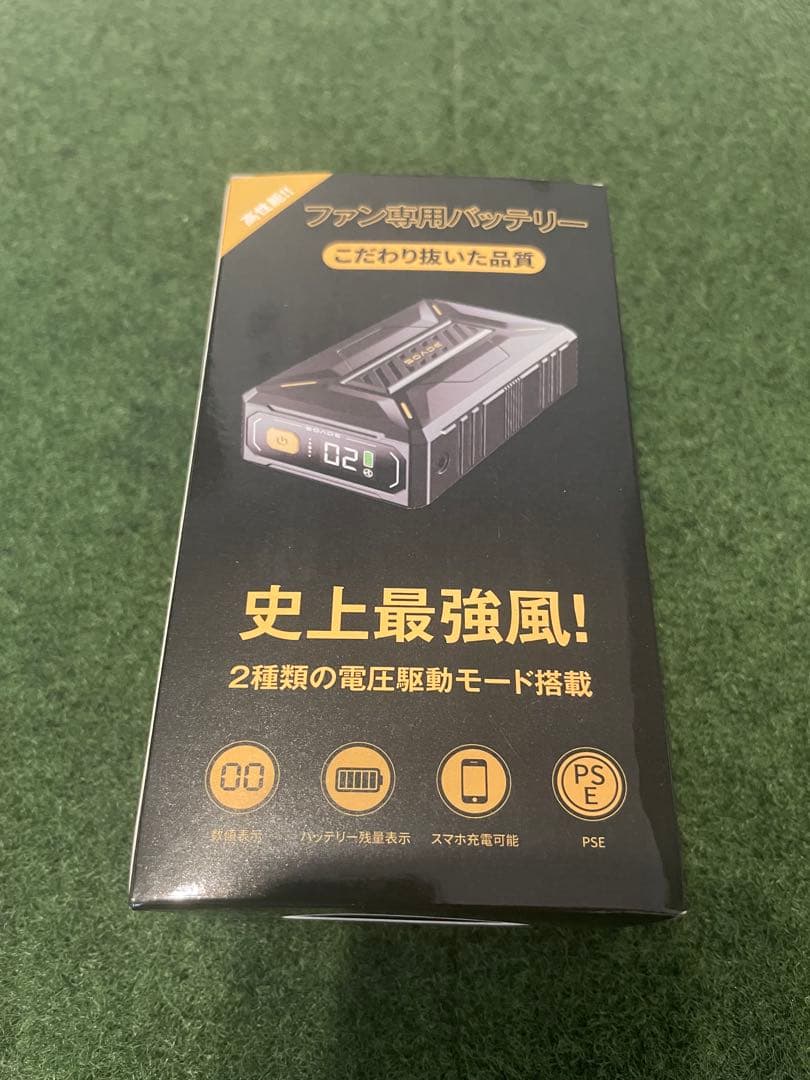 高性能!!
ファン専用バッテリー
こだわり抜いた品質
02
史上最強風!
2種類の電圧駆動モード搭載
00
数値表示
バッテリー残量表示
スマホ充電可能
PS
E
PSE